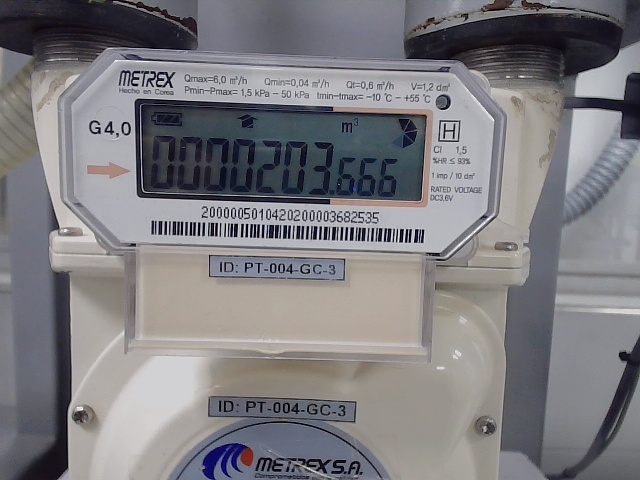 METREX
Hecho en Corea
Qmax=6,0 m³/h Qmin=0,04 m³/h Qt=0,6 m³/h V=1,2 dm³
Pmin-Pmax= 1,5 kPa - 50 kPa tmin-tmax= -10 °C - +55°C
G4,0
m³
0000203.666
H
Cl 1,5
%HR ≤ 93%
1 imp / 10 dm³
RATED VOLTAGE
DC3,6V
2000005010420200003682535
ID: PT-004-GC-3
ID: PT-004-GC-3
METREX S.A.